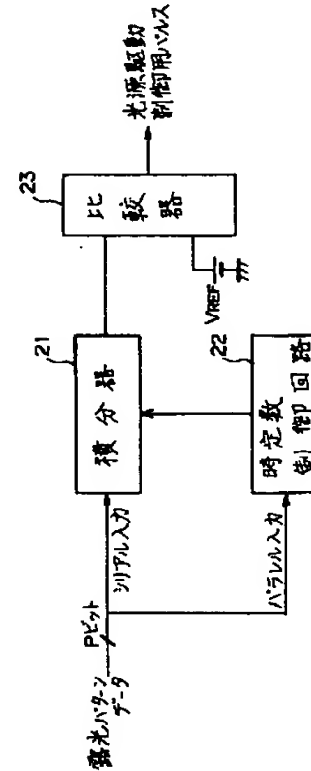 露光パターン
データ
Pビット
シリアル入力
パラレル入力
21
積分器
22
時定数
制御回路
VREF
23
比較器
光源駆動
制御用パルス